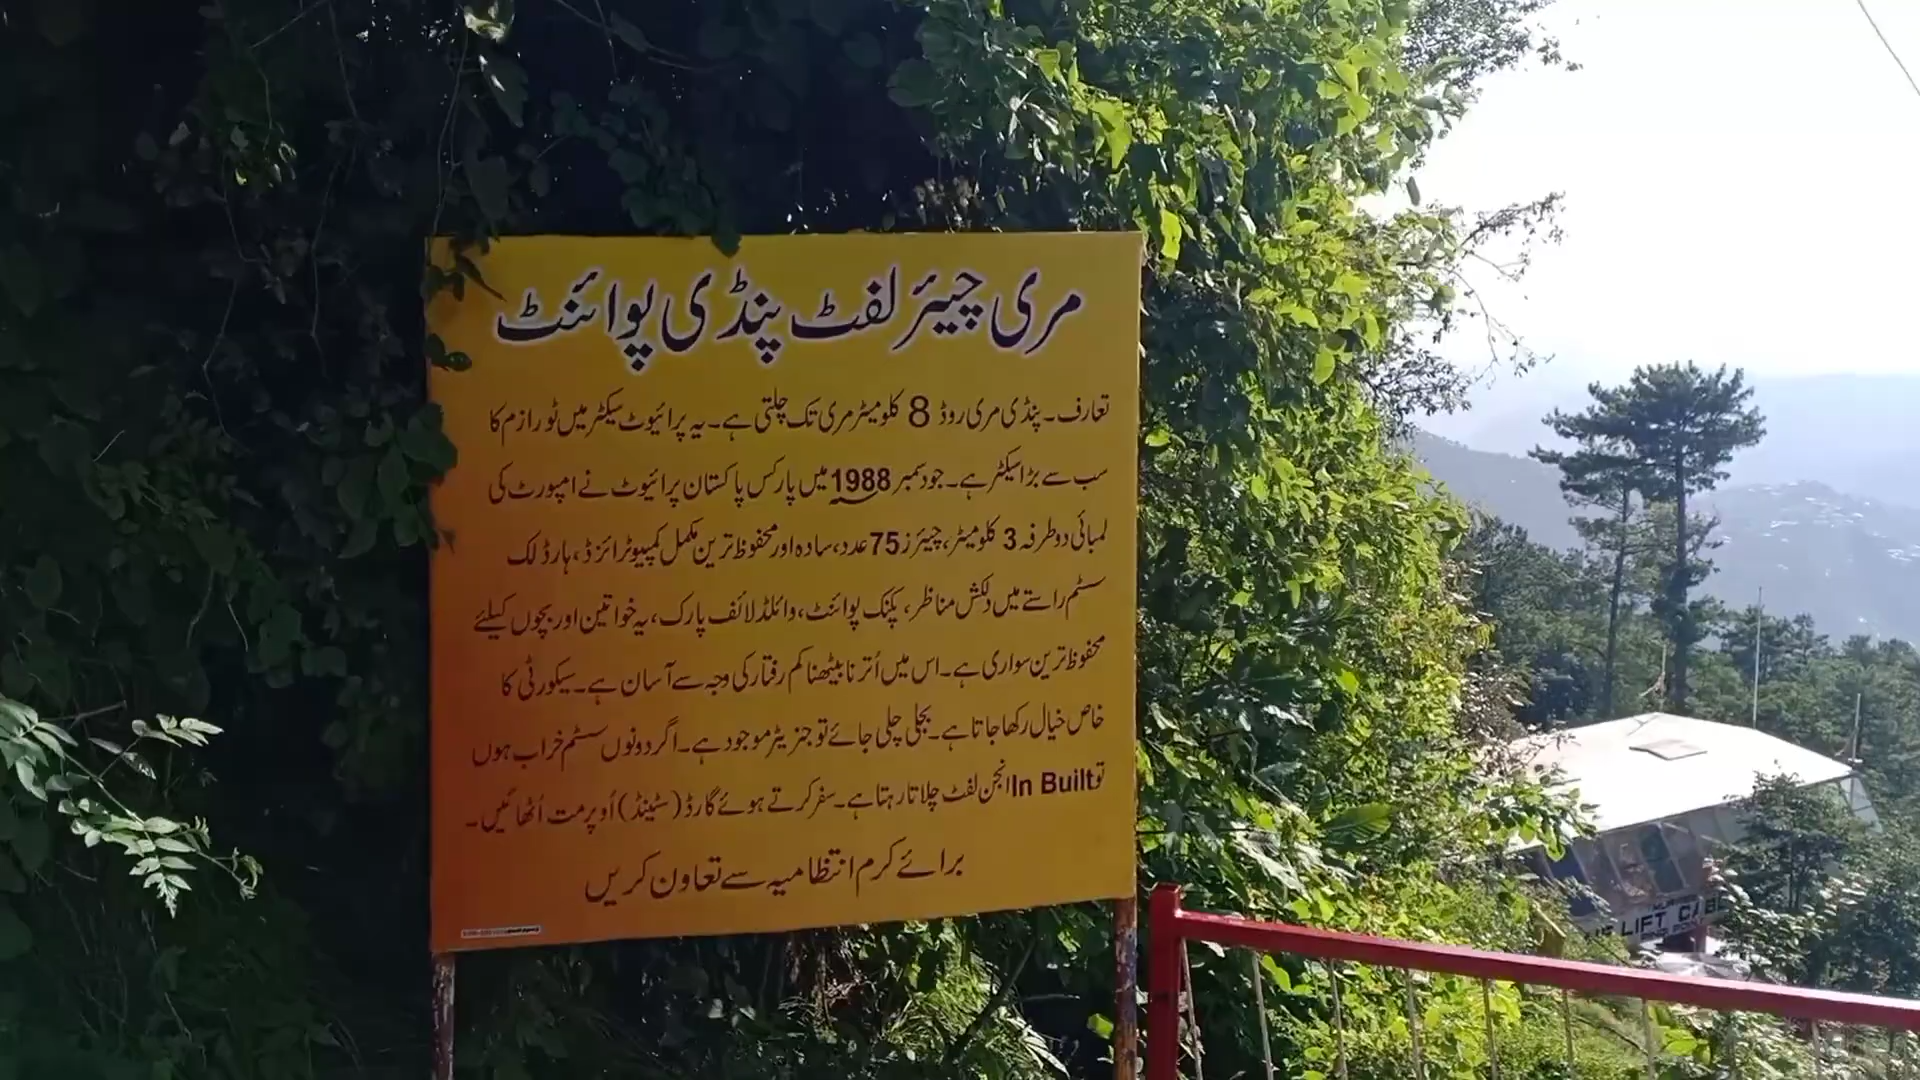 مری چیئر لفٹ پنڈی پوائنٹ
تعارف۔ پنڈی مری روڈ 8 کلومیٹر مری تک چلتی ہے۔ یہ پرائیوٹ سیکٹر میں ٹورازم کا
سب سے بڑا سیکٹر ہے۔ جو دسمبر 1988 میں پارکس پاکستان پرائیوٹ نے امپورٹ کی
لمبائی دو طرفہ 3 کلومیٹر، چیئرز 75 عدد، سادہ اور محفوظ ترین مکمل کمپیوٹرائزڈ، ہارڈ لک
سسٹم راستے میں دلکش مناظر، پکنک پوائنٹ، وائلڈ لائف پارک، یہ خواتین اور بچوں کیلئے
محفوظ ترین سواری ہے۔ اس میں اُترنا بیٹھنا کم رفتار کی وجہ سے آسان ہے۔ سیکورٹی کا
خاص خیال رکھا جاتا ہے۔ بجلی چلی جائے تو جنریٹر موجود ہے۔ اگر دونوں سسٹم خراب ہوں
تو In Built انجن لفٹ چلاتا رہتا ہے۔ سفر کرتے ہوئے گارڈ (سٹینڈ) اُوپر مت اُٹھائیں۔
برائے کرم انتظامیہ سے تعاون کریں
LIFT